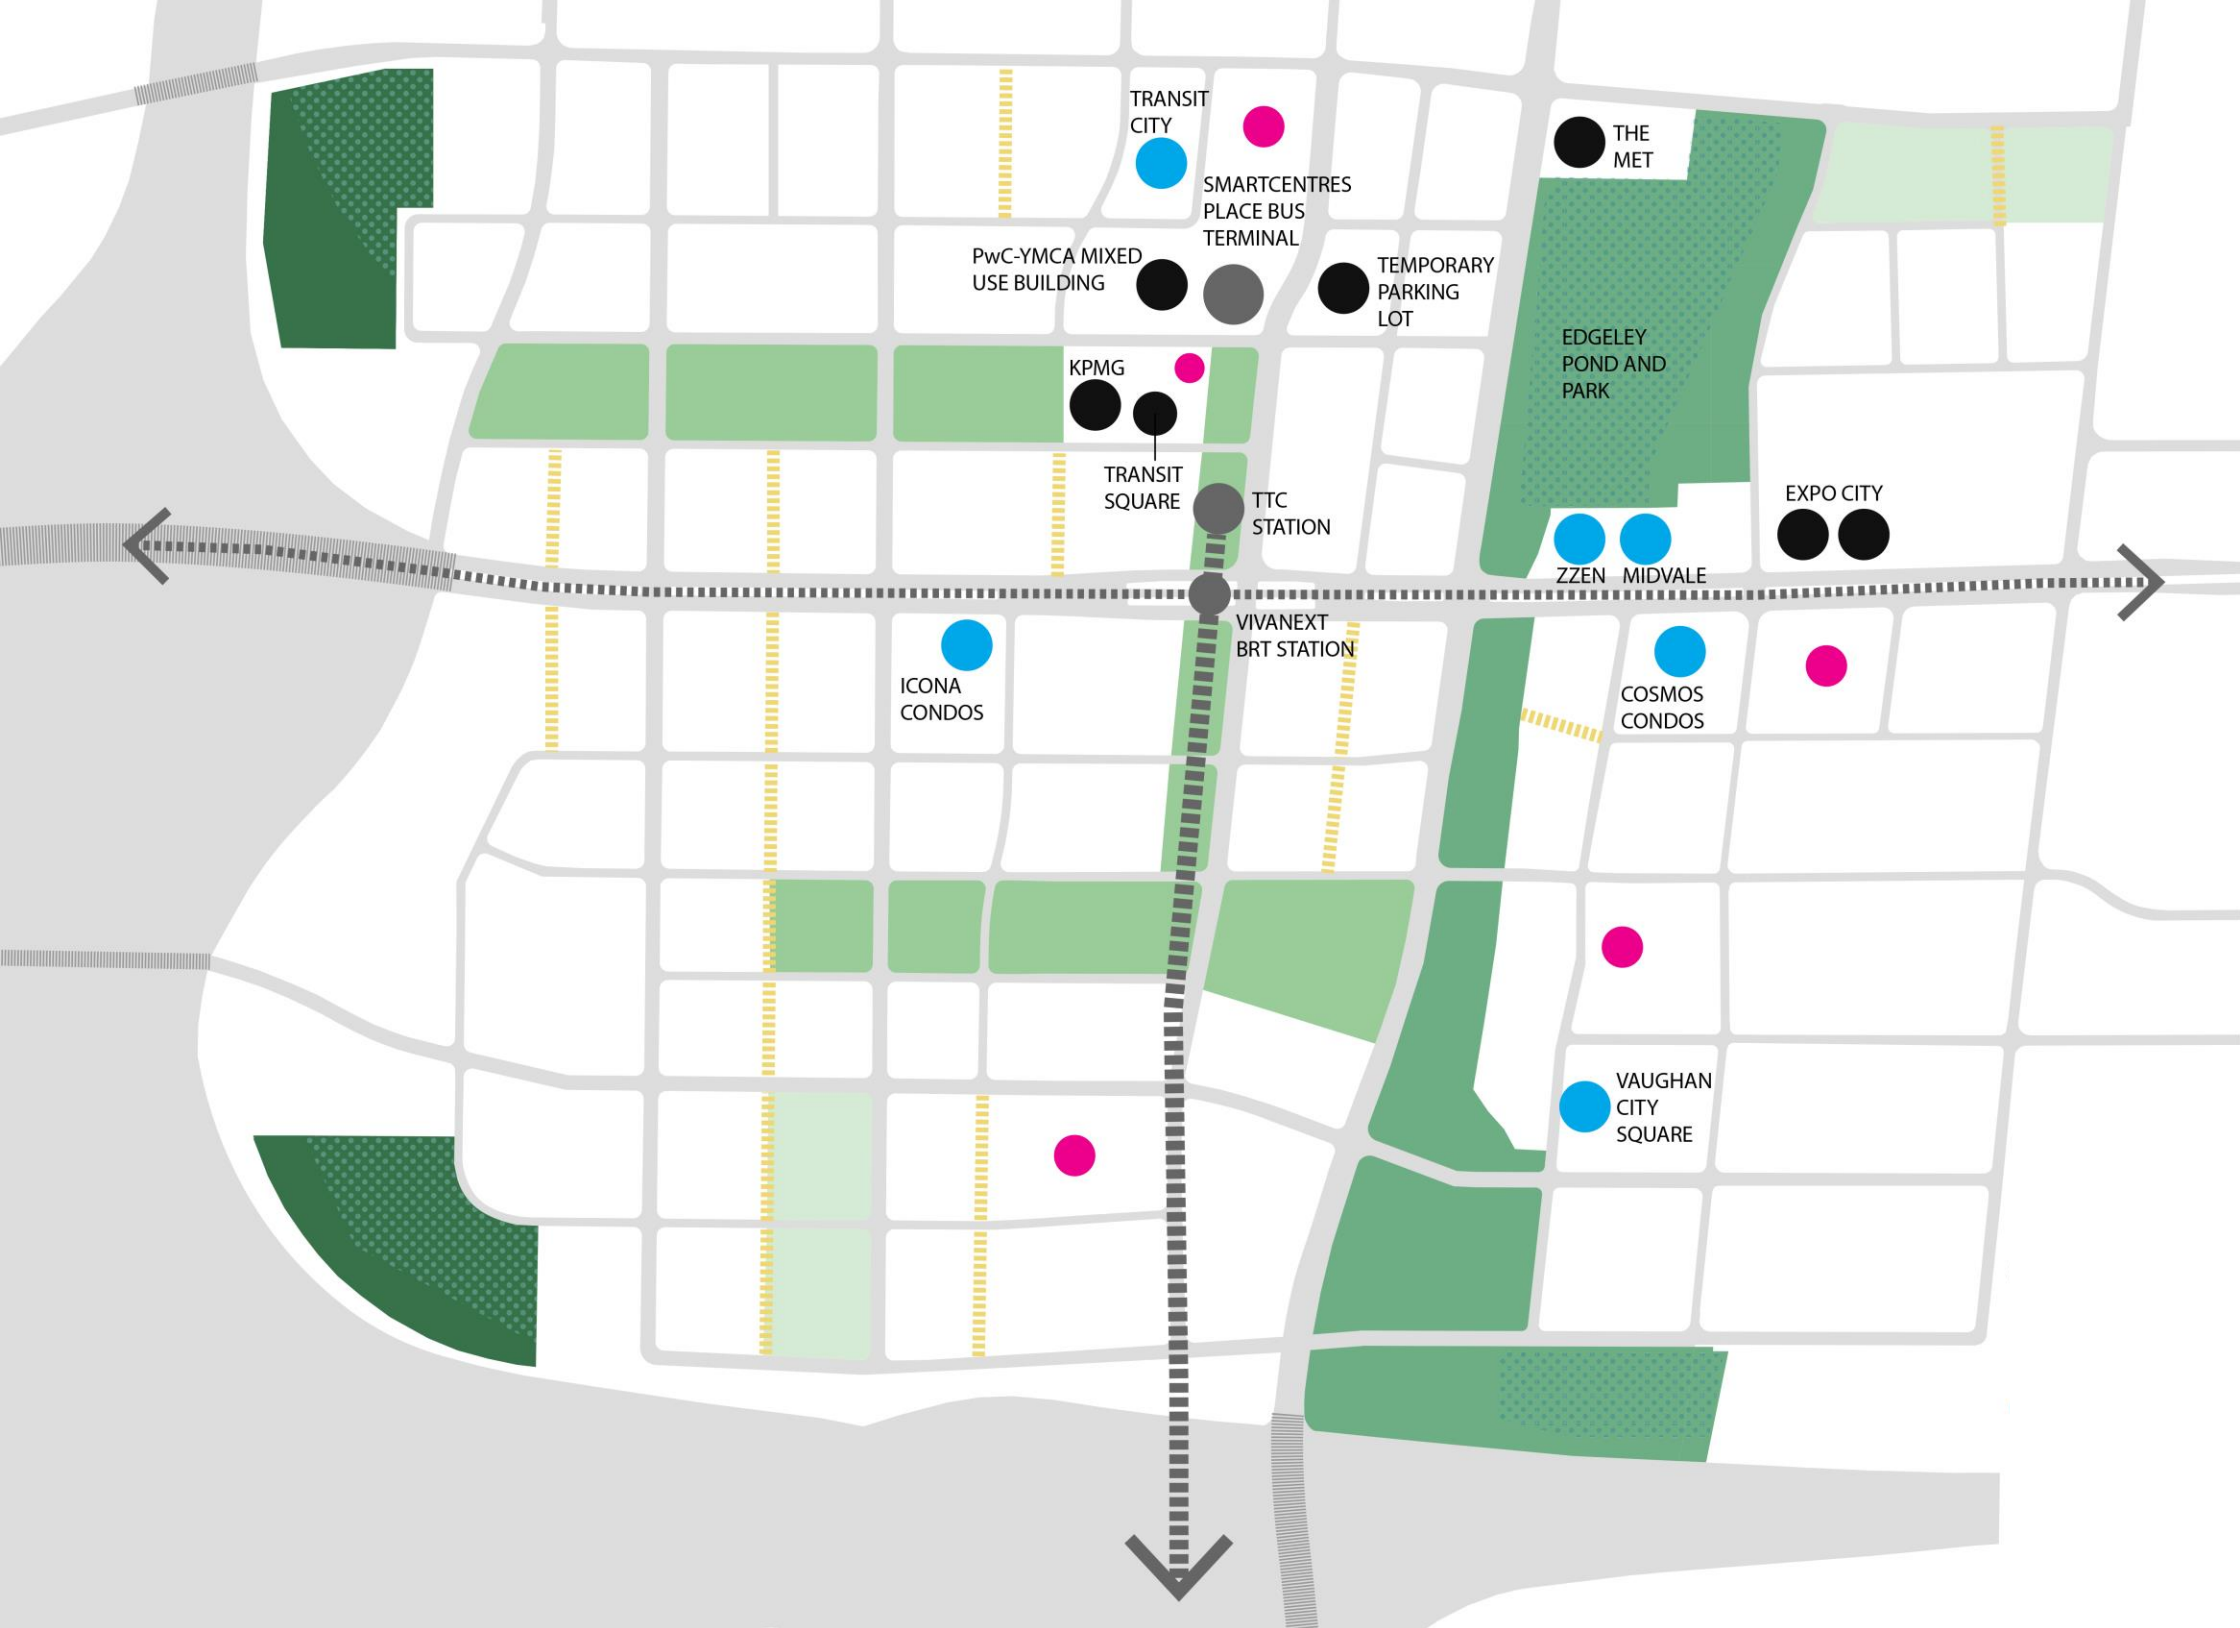 TRANSIT
CITY
THE
MET
SMARTCENTRES
PLACE BUS
TERMINAL
PwC-YMCA MIXED
USE BUILDING
TEMPORARY
PARKING
LOT
EDGELEY
POND AND
PARK
KPMG
TRANSIT
SQUARE
TTC
STATION
EXPO CITY
ZZEN
MIDVALE
VIVANEXT
BRT STATION
ICONA
CONDOS
COSMOS
CONDOS
VAUGHAN
CITY
SQUARE